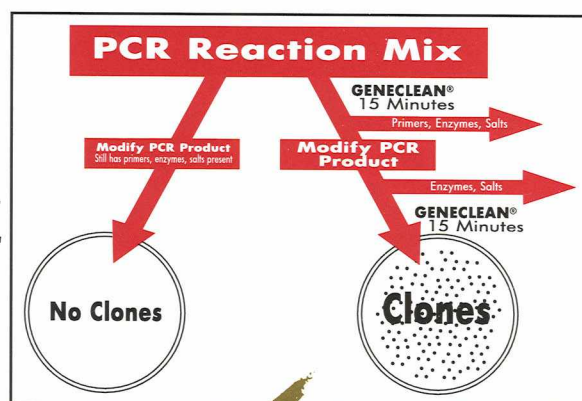 PCR Reaction Mix
GENECLEAN®
15 Minutes
Primers, Enzymes, Salts
Modify PCR Product
Still has primers, enzymes, salts present
Modify PCR
Product
Enzymes, Salts
GENECLEAN®
15 Minutes
No Clones
Clones